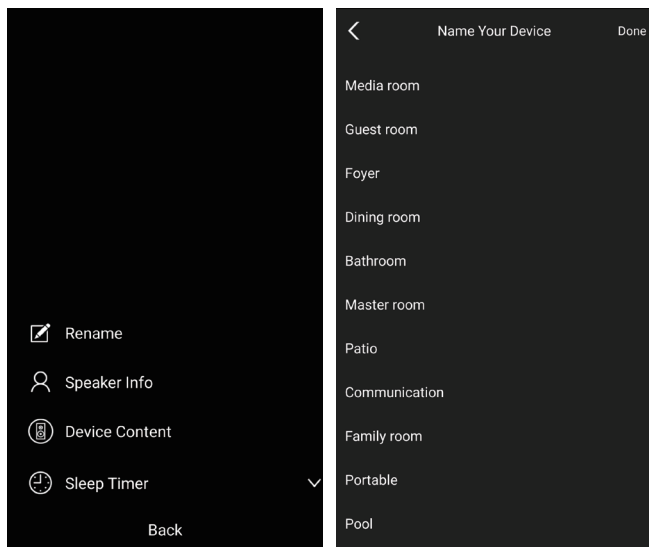 Rename
Speaker Info
Device Content
Sleep Timer
Back
Name Your Device
Done
Media room
Guest room
Foyer
Dining room
Bathroom
Master room
Patio
Communication
Family room
Portable
Pool